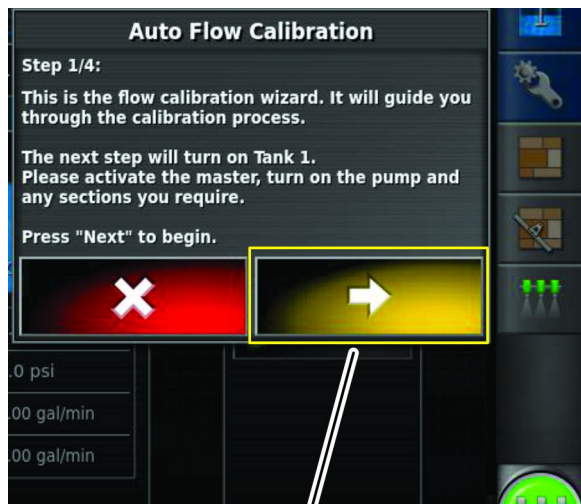 Auto Flow Calibration
Step 1/4:
This is the flow calibration wizard. It will guide you
through the calibration process.
The next step will turn on Tank 1.
Please activate the master, turn on the pump and
any sections you require.
Press "Next" to begin.
.0 psi
.00 gal/min
.00 gal/min